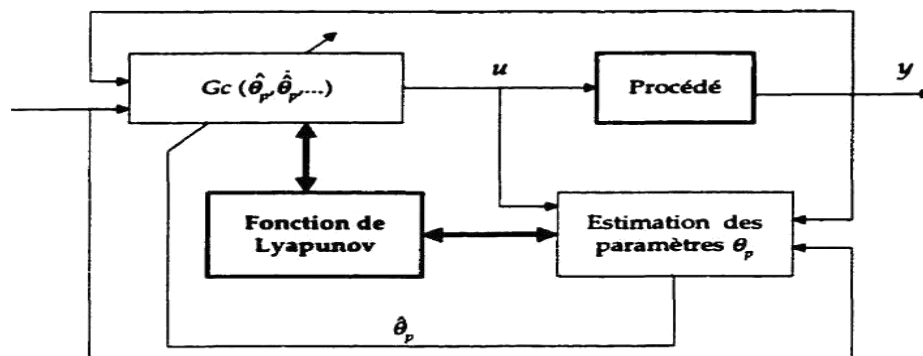 Gc (θ̂ₚ, θ̂̇ₚ,...)
u
Procédé
y
Fonction de
Lyapunov
Estimation des
paramètres θₚ
θ̂ₚ